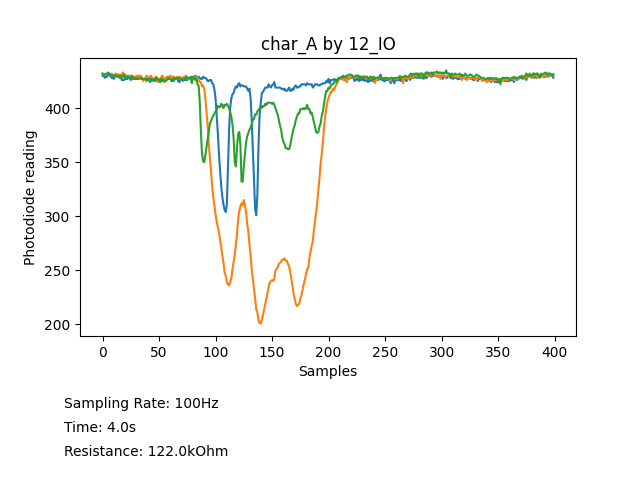 char_A by 12_IO
Photodiode reading
400
350
300
250
200
0 50 100 150 200 250 300 350 400
Samples
Sampling Rate: 100Hz
Time: 4.0s
Resistance: 122.0kOhm